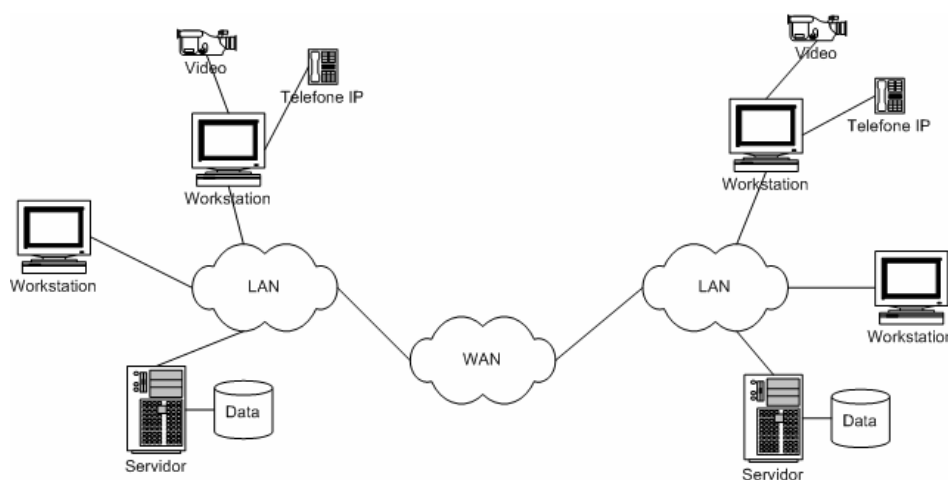 Video
Telefone IP
Workstation
Workstation
LAN
Data
Servidor
WAN
Video
Telefone IP
Workstation
LAN
Workstation
Data
Servidor